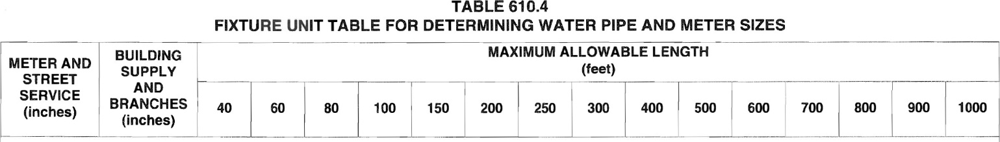 TABLE 610.4
FIXTURE UNIT TABLE FOR DETERMINING WATER PIPE AND METER SIZES
METER AND
STREET
SERVICE
(inches)
BUILDING
SUPPLY
AND
BRANCHES
(inches)
MAXIMUM ALLOWABLE LENGTH
(feet)
40 60 80 100 150 200 250 300 400 500 600 700 800 900 1000